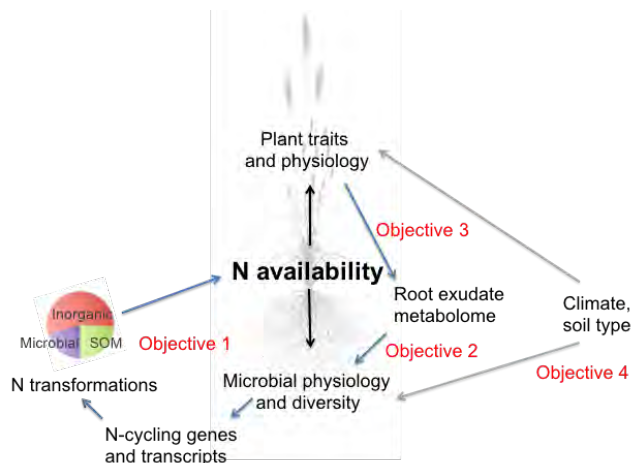 Plant traits
and physiology
Objective 3
N availability
Root exudate
metabolome
Climate,
soil type
Inorganic
Microbial SOM
Objective 1
Objective 2
Objective 4
N transformations
Microbial physiology
and diversity
N-cycling genes
and transcripts